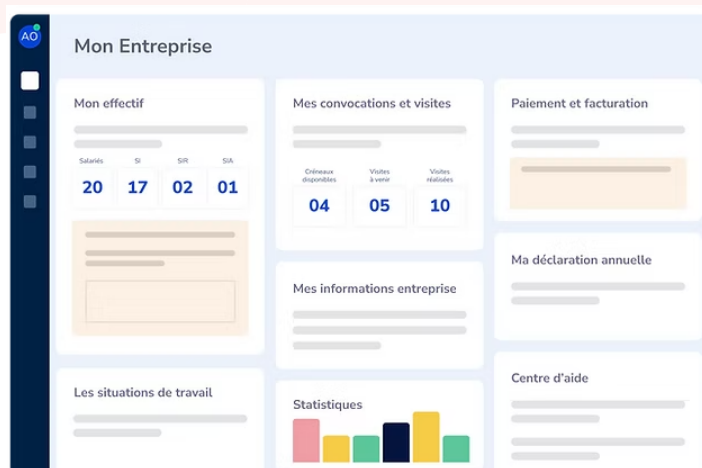 AO
Mon Entreprise
Mon effectif
Salariés SI SIR SIA
20 17 02 01
Les situations de travail
Mes convocations et visites
Créneaux disponibles
Visites à venir
Visites réalisées
04 05 10
Mes informations entreprise
Statistiques
Paiement et facturation
Ma déclaration annuelle
Centre d'aide